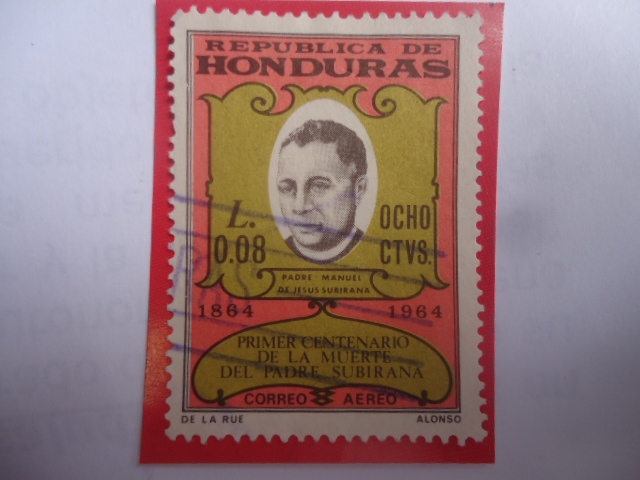 REPUBLICA DE
HONDURAS
L. OCHO
0.08 CTVS.
PADRE · MANUEL
DE JESUS SUBIRANA
1864 1964
PRIMER CENTENARIO
DE LA MUERTE
DEL PADRE SUBIRANA
CORREO AEREO
DE LA RUE ALONSO